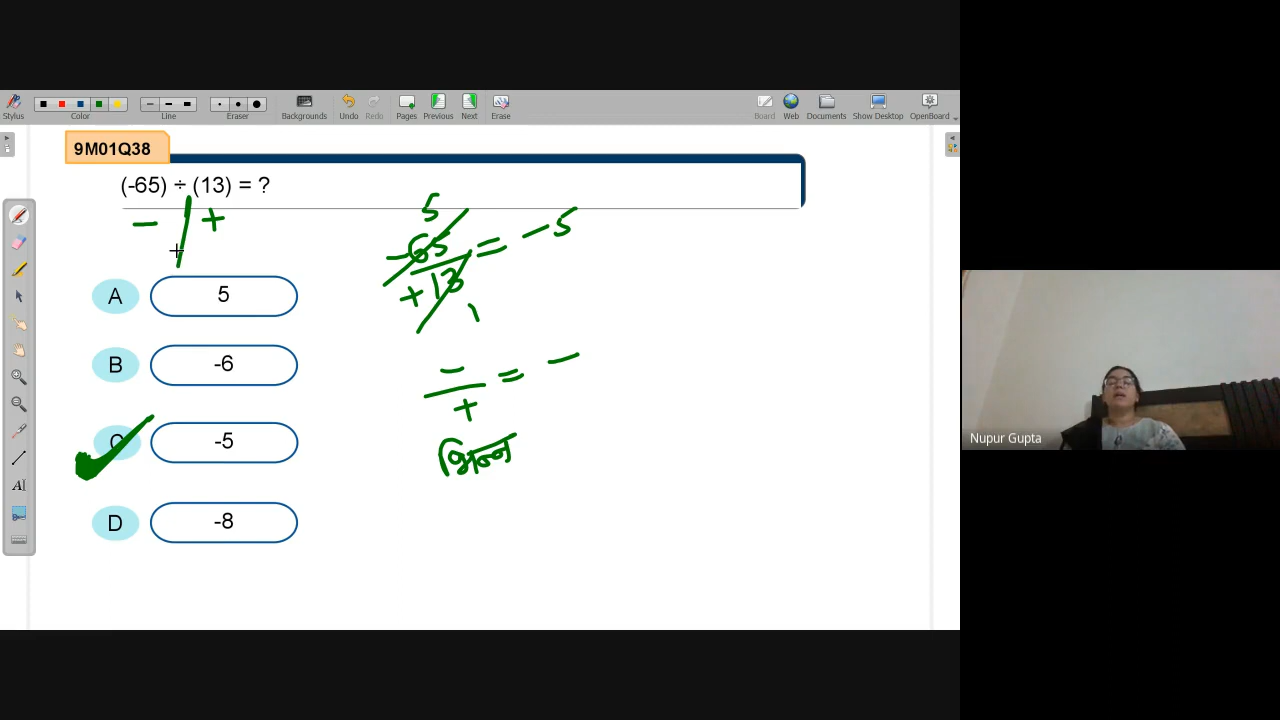 Stylus
Color
Line
Eraser
Backgrounds
Undo
Redo
Pages
Previous
Next
Erase
Board
Web
Documents
Show Desktop
OpenBoard
9M01Q38
(-65) ÷ (13) = ?
- +
5
-65
+13
= -5
1
A 5
B -6
C -5
D -8
-
+
= -
भिन्न
Nupur Gupta